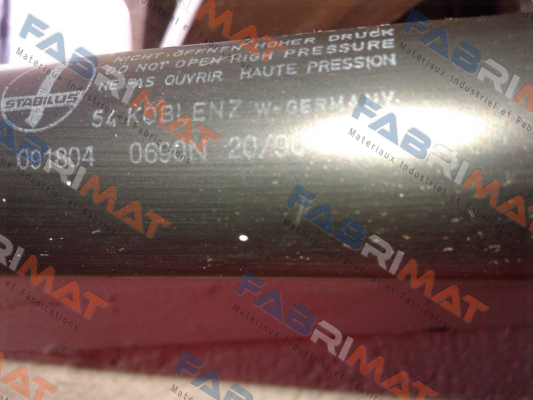 NICHT ÖFFNEN HOHER DRUCK
DO NOT OPEN HIGH PRESSURE
NE PAS OUVRIR HAUTE PRESSION
STABILUS
54 KOBLENZ W-GERMANY.
091804 0690N 20/90
FABRIMAT
Materiaux Industriel et Fabrications